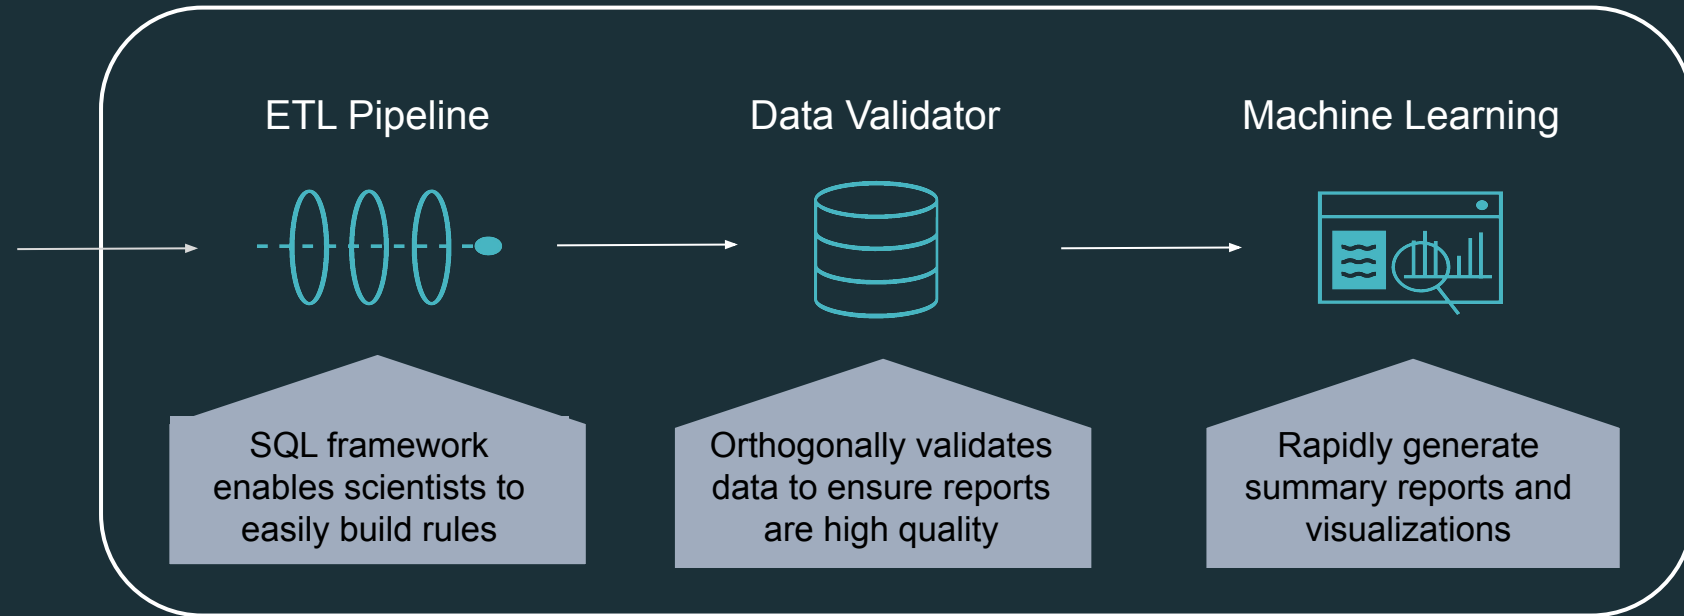 ETL Pipeline
Data Validator
Machine Learning
SQL framework
enables scientists to
easily build rules
Orthogonally validates
data to ensure reports
are high quality
Rapidly generate
summary reports and
visualizations